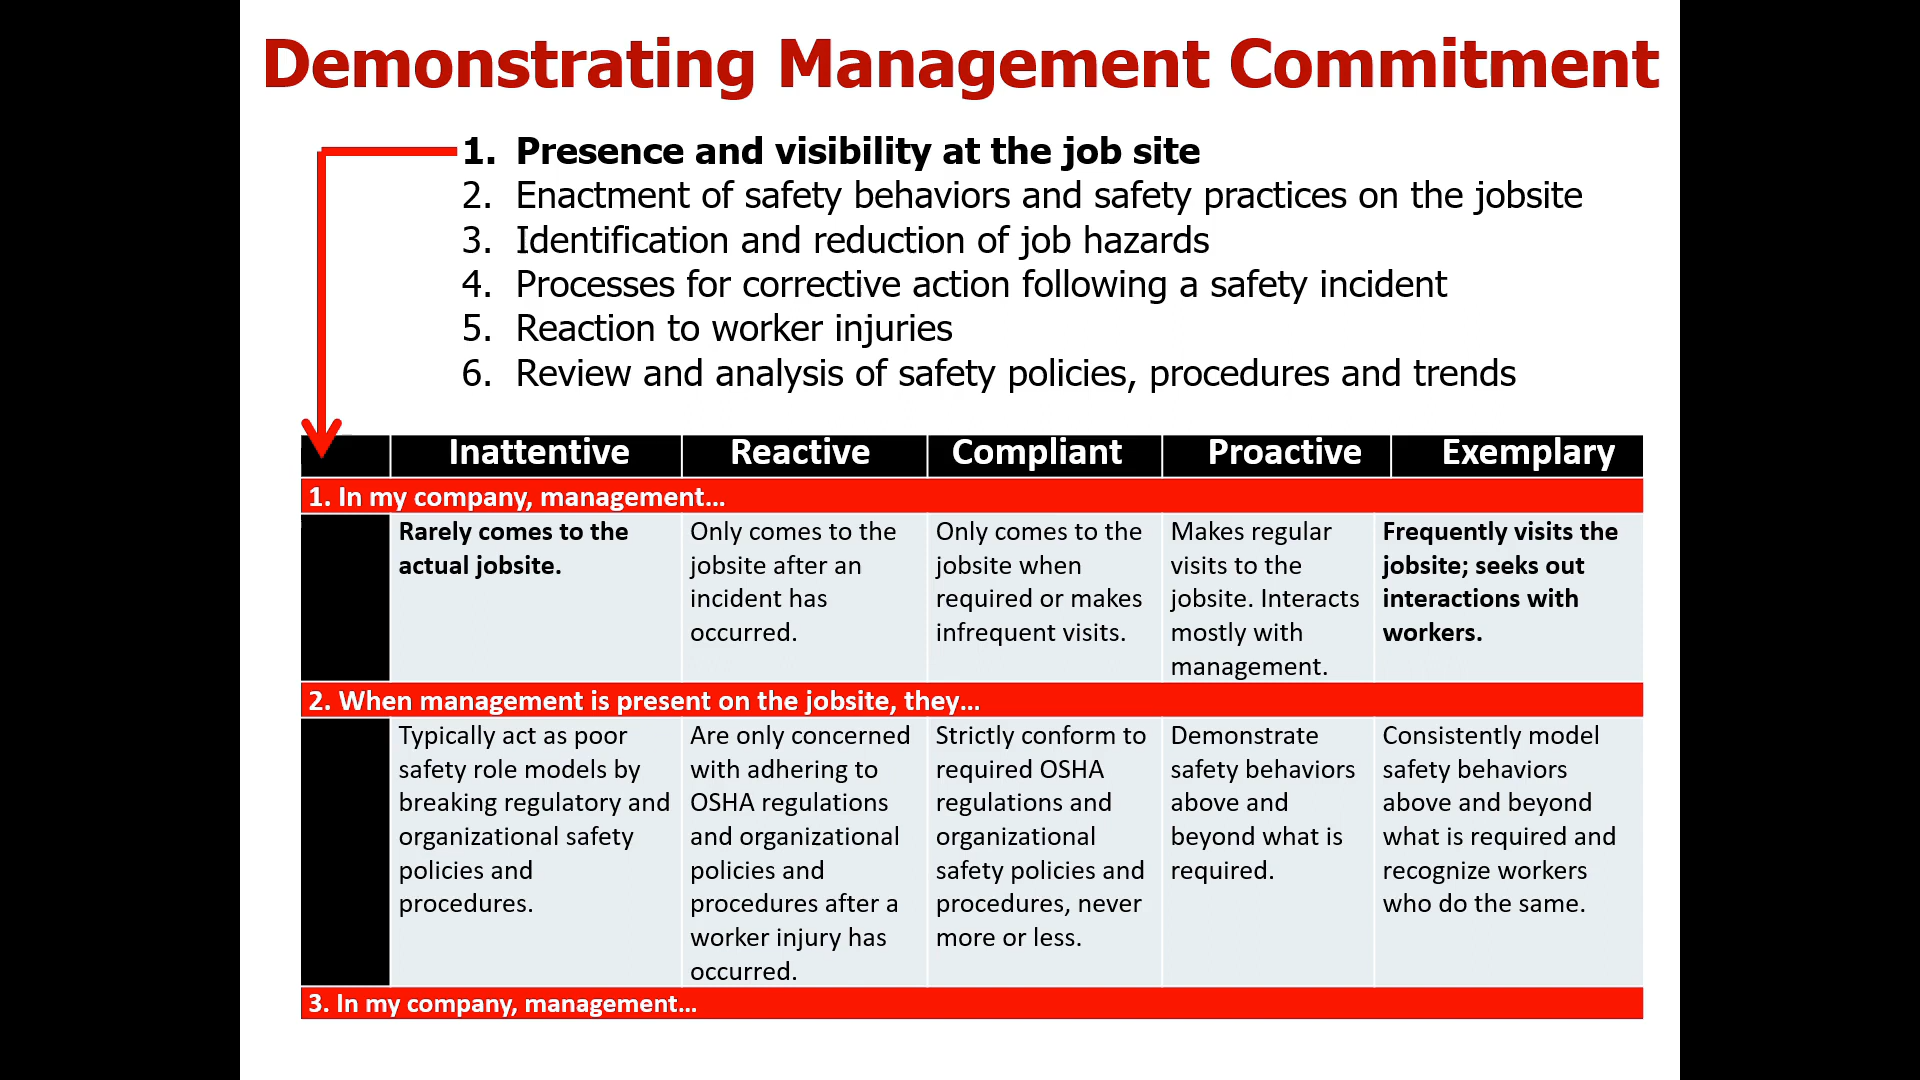 Demonstrating Management Commitment
1. Presence and visibility at the job site
2. Enactment of safety behaviors and safety practices on the jobsite
3. Identification and reduction of job hazards
4. Processes for corrective action following a safety incident
5. Reaction to worker injuries
6. Review and analysis of safety policies, procedures and trends
Inattentive Reactive Compliant Proactive Exemplary
1. In my company, management...
Rarely comes to the
actual jobsite.
Only comes to the
jobsite after an
incident has
occurred.
Only comes to the
jobsite when
required or makes
infrequent visits.
Makes regular
visits to the
jobsite. Interacts
mostly with
management.
Frequently visits the
jobsite; seeks out
interactions with
workers.
2. When management is present on the jobsite, they...
Typically act as poor
safety role models by
breaking regulatory and
organizational safety
policies and
procedures.
Are only concerned
with adhering to
OSHA regulations
and organizational
policies and
procedures after a
worker injury has
occurred.
Strictly conform to
required OSHA
regulations and
organizational
safety policies and
procedures, never
more or less.
Demonstrate
safety behaviors
above and
beyond what is
required.
Consistently model
safety behaviors
above and beyond
what is required and
recognize workers
who do the same.
3. In my company, management...